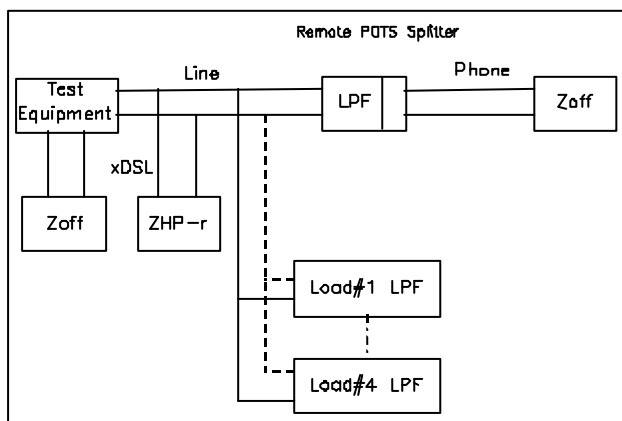 Remote POTS Splitter
Line
Phone
Test
Equipment
LPF
Zoff
xDSL
Zoff
ZHP-r
Load#1 LPF
Load#4 LPF